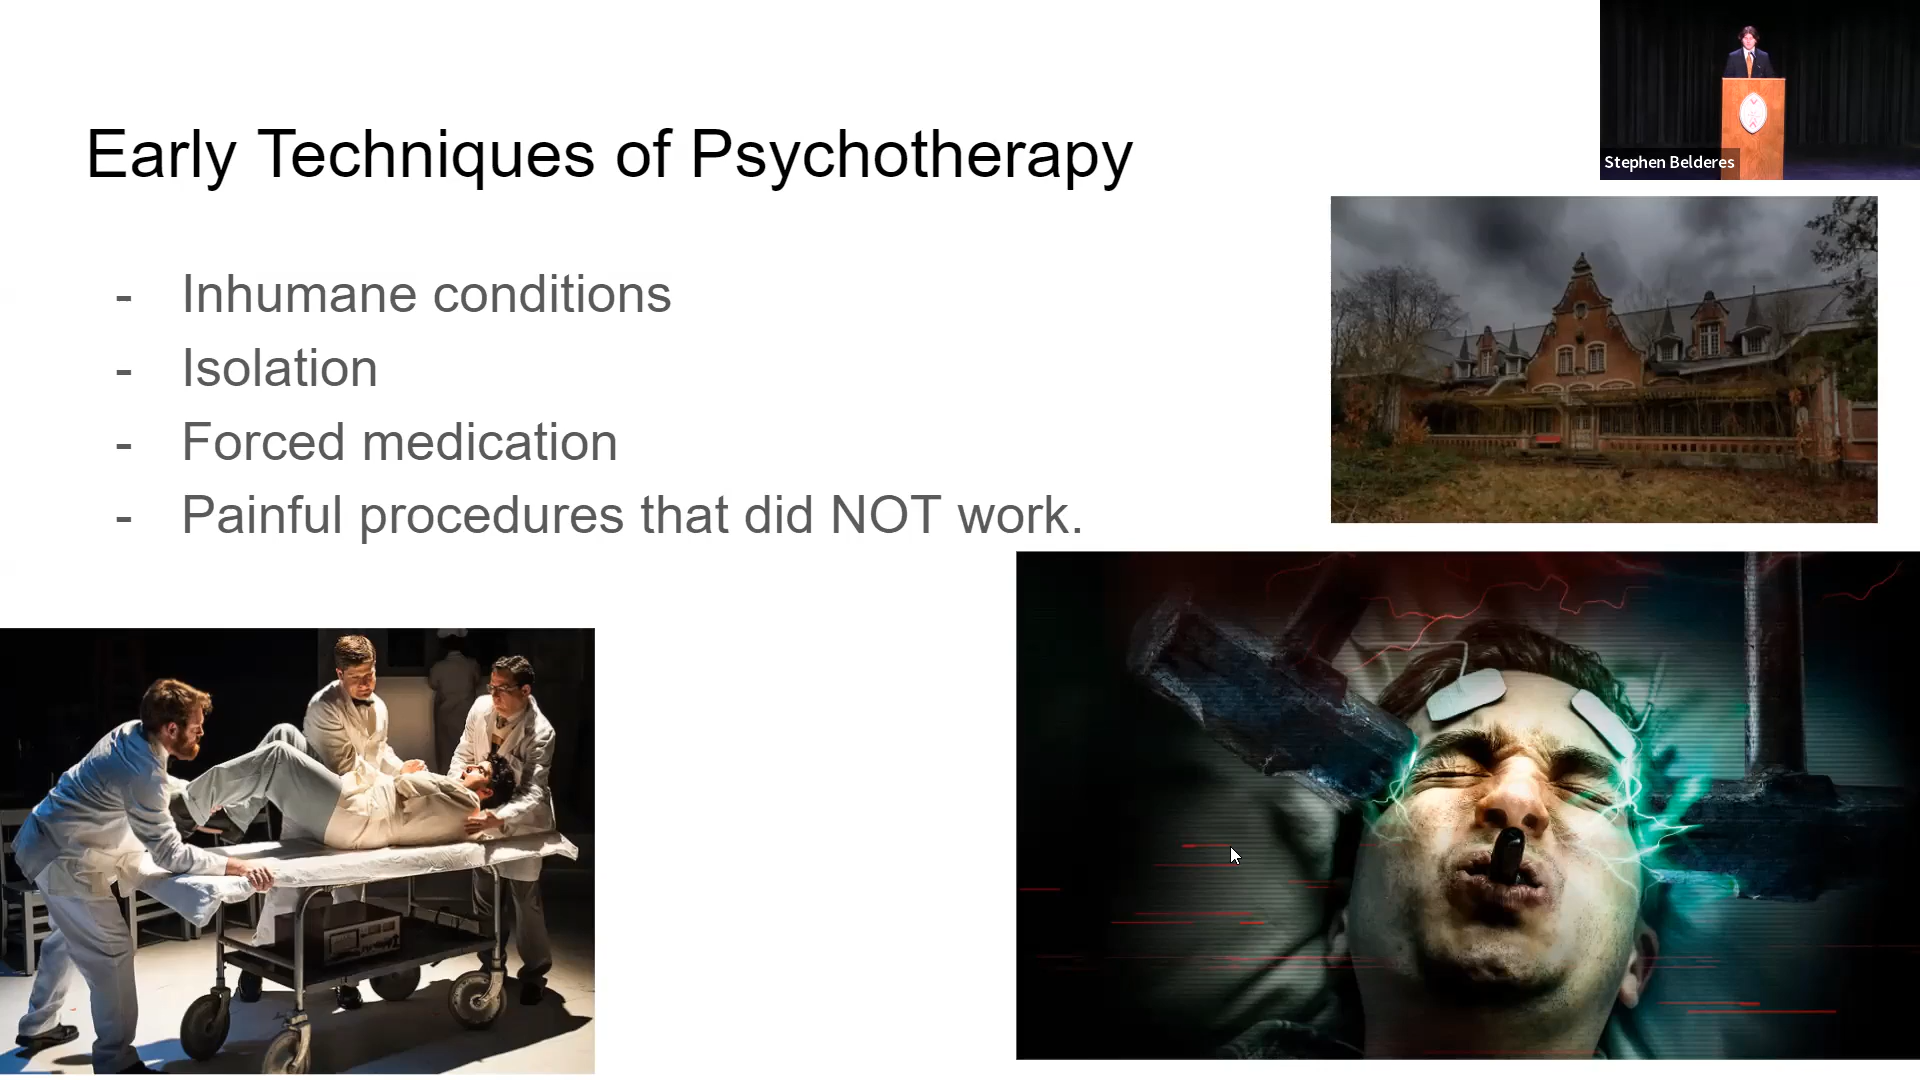 Early Techniques of Psychotherapy
- Inhumane conditions
- Isolation
- Forced medication
- Painful procedures that did NOT work.
Stephen Belderes